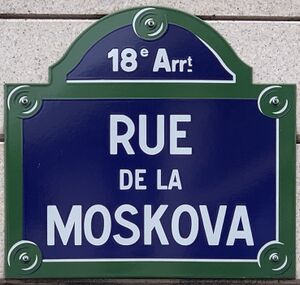 18e Arrt
RUE
DE LA
MOSKOVA